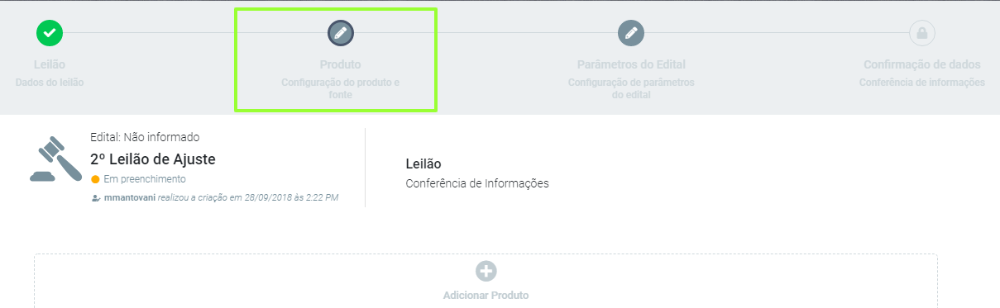 Leilão
Dados do leilão
Produto
Configuração do produto e
fonte
Parâmetros do Edital
Configuração de parâmetros
do edital
Confirmação de dados
Conferência de informações
Edital: Não informado
2º Leilão de Ajuste
Em preenchimento
mmantovani realizou a criação em 28/09/2018 às 2:22 PM
Leilão
Conferência de Informações
Adicionar Produto